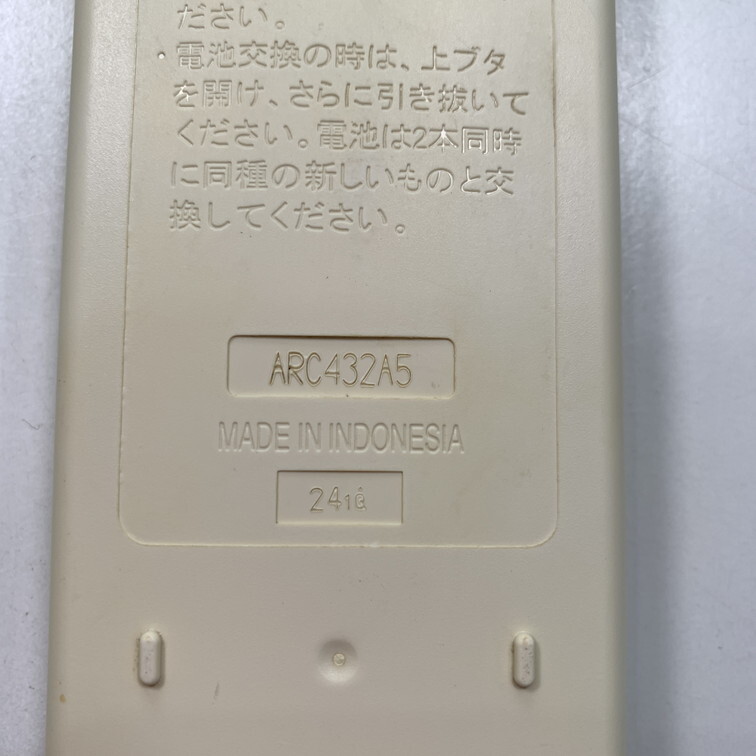 ださい。
・電池交換の時は、上ブタ
を開け、さらに引き抜いて
ください。電池は2本同時
に同種の新しいものと交
換してください。
ARC432A5
MADE IN INDONESIA
241